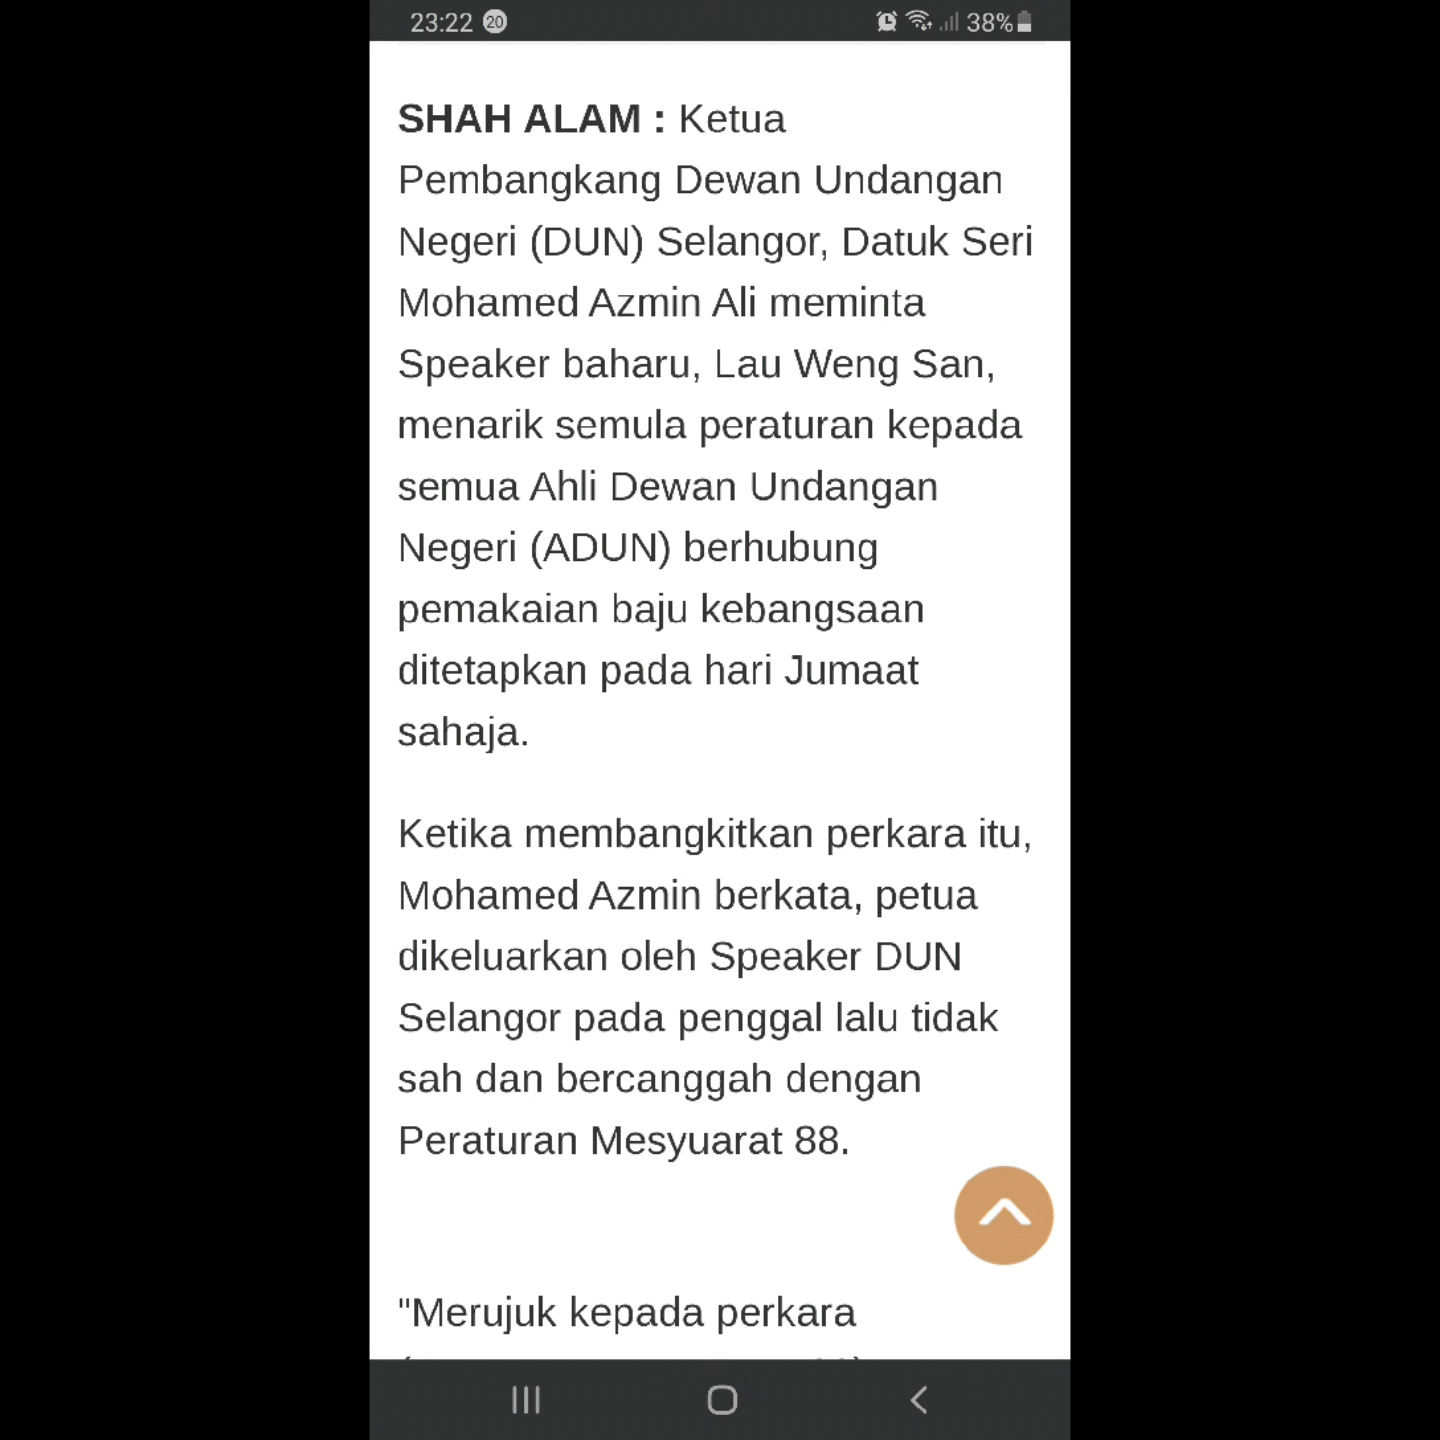 23:22 20 38%
SHAH ALAM : Ketua
Pembangkang Dewan Undangan
Negeri (DUN) Selangor, Datuk Seri
Mohamed Azmin Ali meminta
Speaker baharu, Lau Weng San,
menarik semula peraturan kepada
semua Ahli Dewan Undangan
Negeri (ADUN) berhubung
pemakaian baju kebangsaan
ditetapkan pada hari Jumaat
sahaja.
Ketika membangkitkan perkara itu,
Mohamed Azmin berkata, petua
dikeluarkan oleh Speaker DUN
Selangor pada penggal lalu tidak
sah dan bercanggah dengan
Peraturan Mesyuarat 88.
"Merujuk kepada perkara